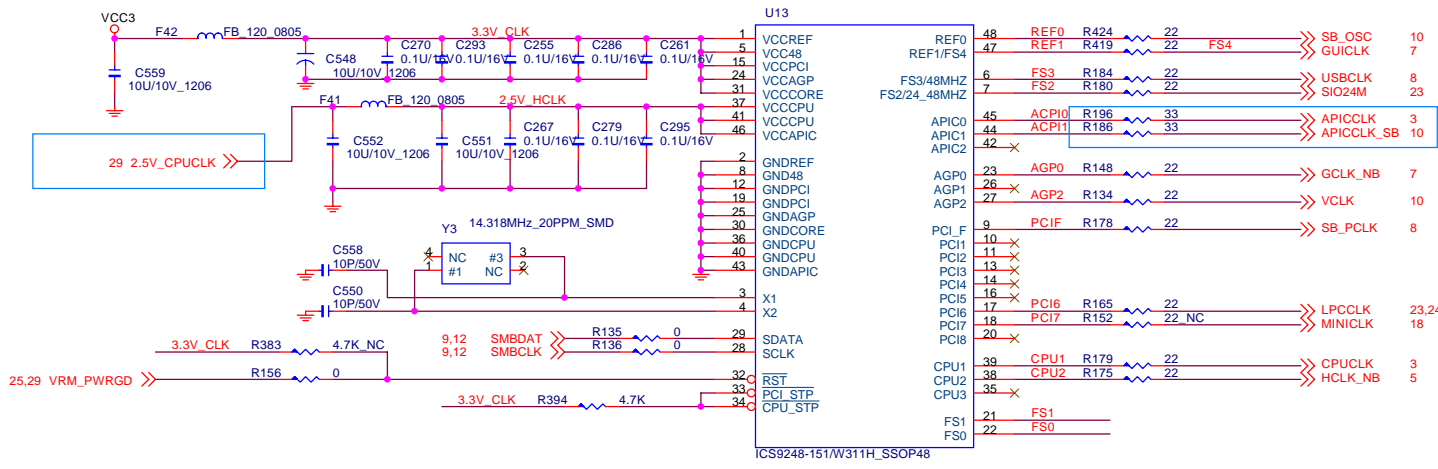 U13
VCC3
F42 FB_120_0805 3.3V_CLK
C559
10U/10V_1206
C548
10U/10V_1206
C270
0.1U/16V
C293
0.1U/16V
C255
0.1U/16V
C286
0.1U/16V
C261
0.1U/16V
F41 FB_120_0805 2.5V_HCLK
29 2.5V_CPUCLK
C552
10U/10V_1206
C551
10U/10V_1206
C267
0.1U/16V
C279
0.1U/16V
C295
0.1U/16V
14.318MHz_20PPM_SMD
Y3
4 NC #3 3
1 #1 NC 2
C558
10P/50V
C550
10P/50V
9,12 SMBDAT R135 0
9,12 SMBCLK R136 0
3.3V_CLK R383 4.7K_NC
25,29 VRM_PWRGD R156 0
3.3V_CLK R394 4.7K
1 VCCREF
5 VCC48
15 VCCPCI
24 VCCAGP
31 VCCCORE
37 VCCCPU
41 VCCCPU
46 VCCAPIC
2 GNDREF
8 GND48
12 GNDPCI
19 GNDPCI
25 GNDAGP
30 GNDCORE
36 GNDCPU
40 GNDCPU
43 GNDAPIC
3 X1
4 X2
29 SDATA
28 SCLK
32 RST
33 PCI_STP
34 CPU_STP
REF0 48 REF0 R424 22 SB_OSC 10
REF1/FS4 47 REF1 R419 22 FS4 GUICLK 7
FS3/48MHZ 6 FS3 R184 22 USBCLK 8
FS2/24_48MHZ 7 FS2 R180 22 SIO24M 23
APIC0 45 ACPI0 R196 33 APICCLK 3
APIC1 44 ACPI1 R186 33 APICCLK_SB 10
APIC2 42
AGP0 23 AGP0 R148 22 GCLK_NB 7
AGP1 26
AGP2 27 AGP2 R134 22 VCLK 10
PCI_F 9 PCIF R178 22 SB_PCLK 8
PCI1 10
PCI2 11
PCI3 13
PCI4 14
PCI5 16
PCI6 17 PCI6 R165 22 LPCCLK 23,24
PCI7 18 PCI7 R152 22_NC MINICLK 18
PCI8 20
CPU1 39 CPU1 R179 22 CPUCLK 3
CPU2 38 CPU2 R175 22 HCLK_NB 5
CPU3 35
FS1 21 FS1
FS0 22 FS0
ICS9248-151/W311H_SSOP48